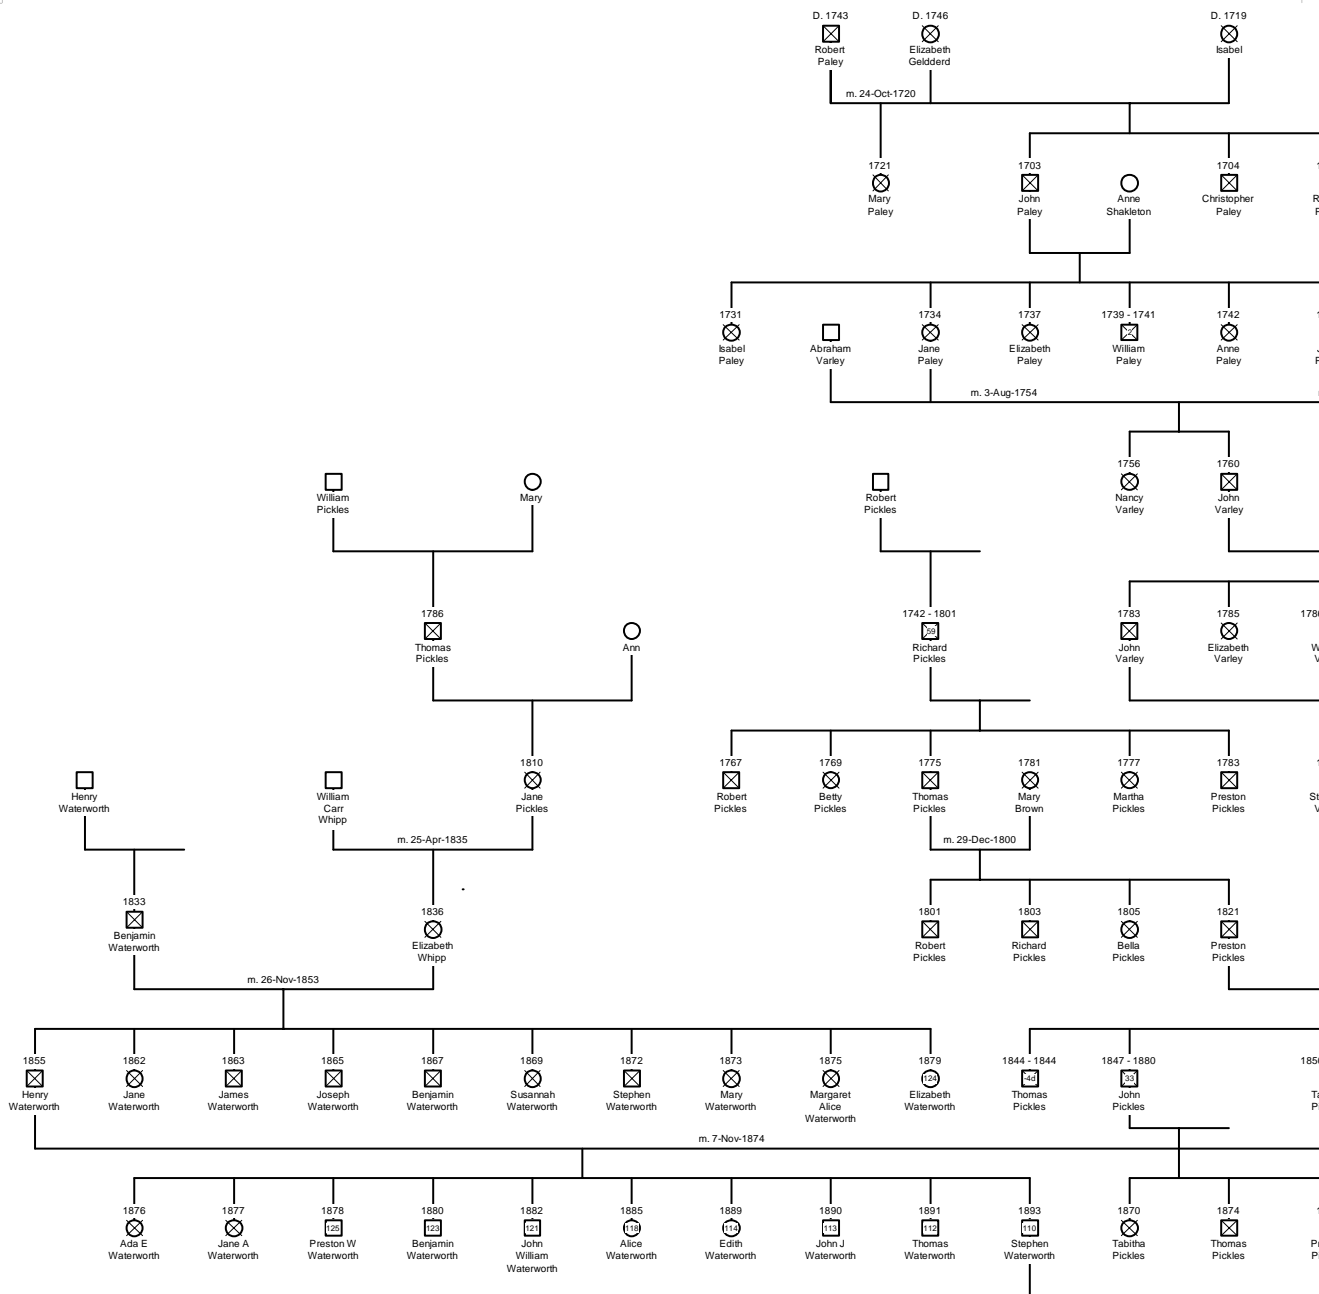 D. 1743 D. 1746 D. 1719
Robert Elizabeth Isabel
Paley Geldderd
m. 24-Oct-1720
1721 1703 1704
Mary John Anne Christopher
Paley Paley Shakleton Paley
1731 1734 1737 1739 - 1741 1742
2
Isabel Abraham Jane Elizabeth William Anne
Paley Varley Paley Paley Paley Paley
m. 3-Aug-1754
1756 1760
William Mary Robert Nancy John
Pickles Pickles Varley Varley
1786 1742 - 1801 1783 1785
59
Thomas Ann Richard John Elizabeth
Pickles Pickles Varley Varley
1810 1767 1769 1775 1781 1777 1783
Henry William Jane Robert Betty Thomas Mary Martha Preston
Waterworth Carr Pickles Pickles Pickles Pickles Brown Pickles Pickles
Whipp
m. 25-Apr-1835 m. 29-Dec-1800
1833 1836 1801 1803 1805 1821
Benjamin Elizabeth Robert Richard Bella Preston
Waterworth Whipp Pickles Pickles Pickles Pickles
m. 26-Nov-1853
1855 1862 1863 1865 1867 1869 1872 1873 1875 1879 1844 - 1844 1847 - 1880
124 -4d 33
Henry Jane James Joseph Benjamin Susannah Stephen Mary Margaret Elizabeth Thomas John
Waterworth Waterworth Waterworth Waterworth Waterworth Waterworth Waterworth Waterworth Alice Waterworth Pickles Pickles
Waterworth
m. 7-Nov-1874
1876 1877 1878 1880 1882 1885 1889 1890 1891 1893 1870 1874
125 123 121 118 114 113 112 110
Ada E Jane A Preston W Benjamin John Alice Edith John J Thomas Stephen Tabitha Thomas
Waterworth Waterworth Waterworth Waterworth William Waterworth Waterworth Waterworth Waterworth Waterworth Pickles Pickles
Waterworth